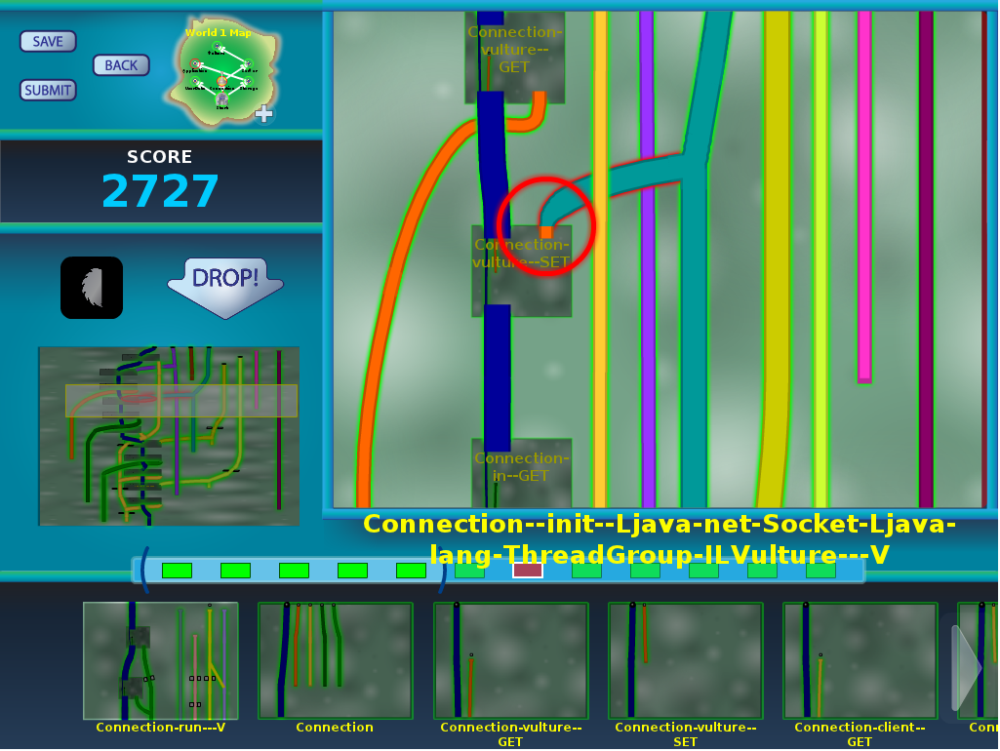 World 1 Map
SAVE
BACK
SUBMIT
SCORE
2727
DROP!
Connection-
vulture--
GET
Connection-
vulture--SET
Connection-
in--GET
Connection--init--Ljava-net-Socket-Ljava-
lang-ThreadGroup-ILVulture---V
Connection-run---V
Connection
Connection-vulture--
GET
Connection-vulture--
SET
Connection-client--
GET